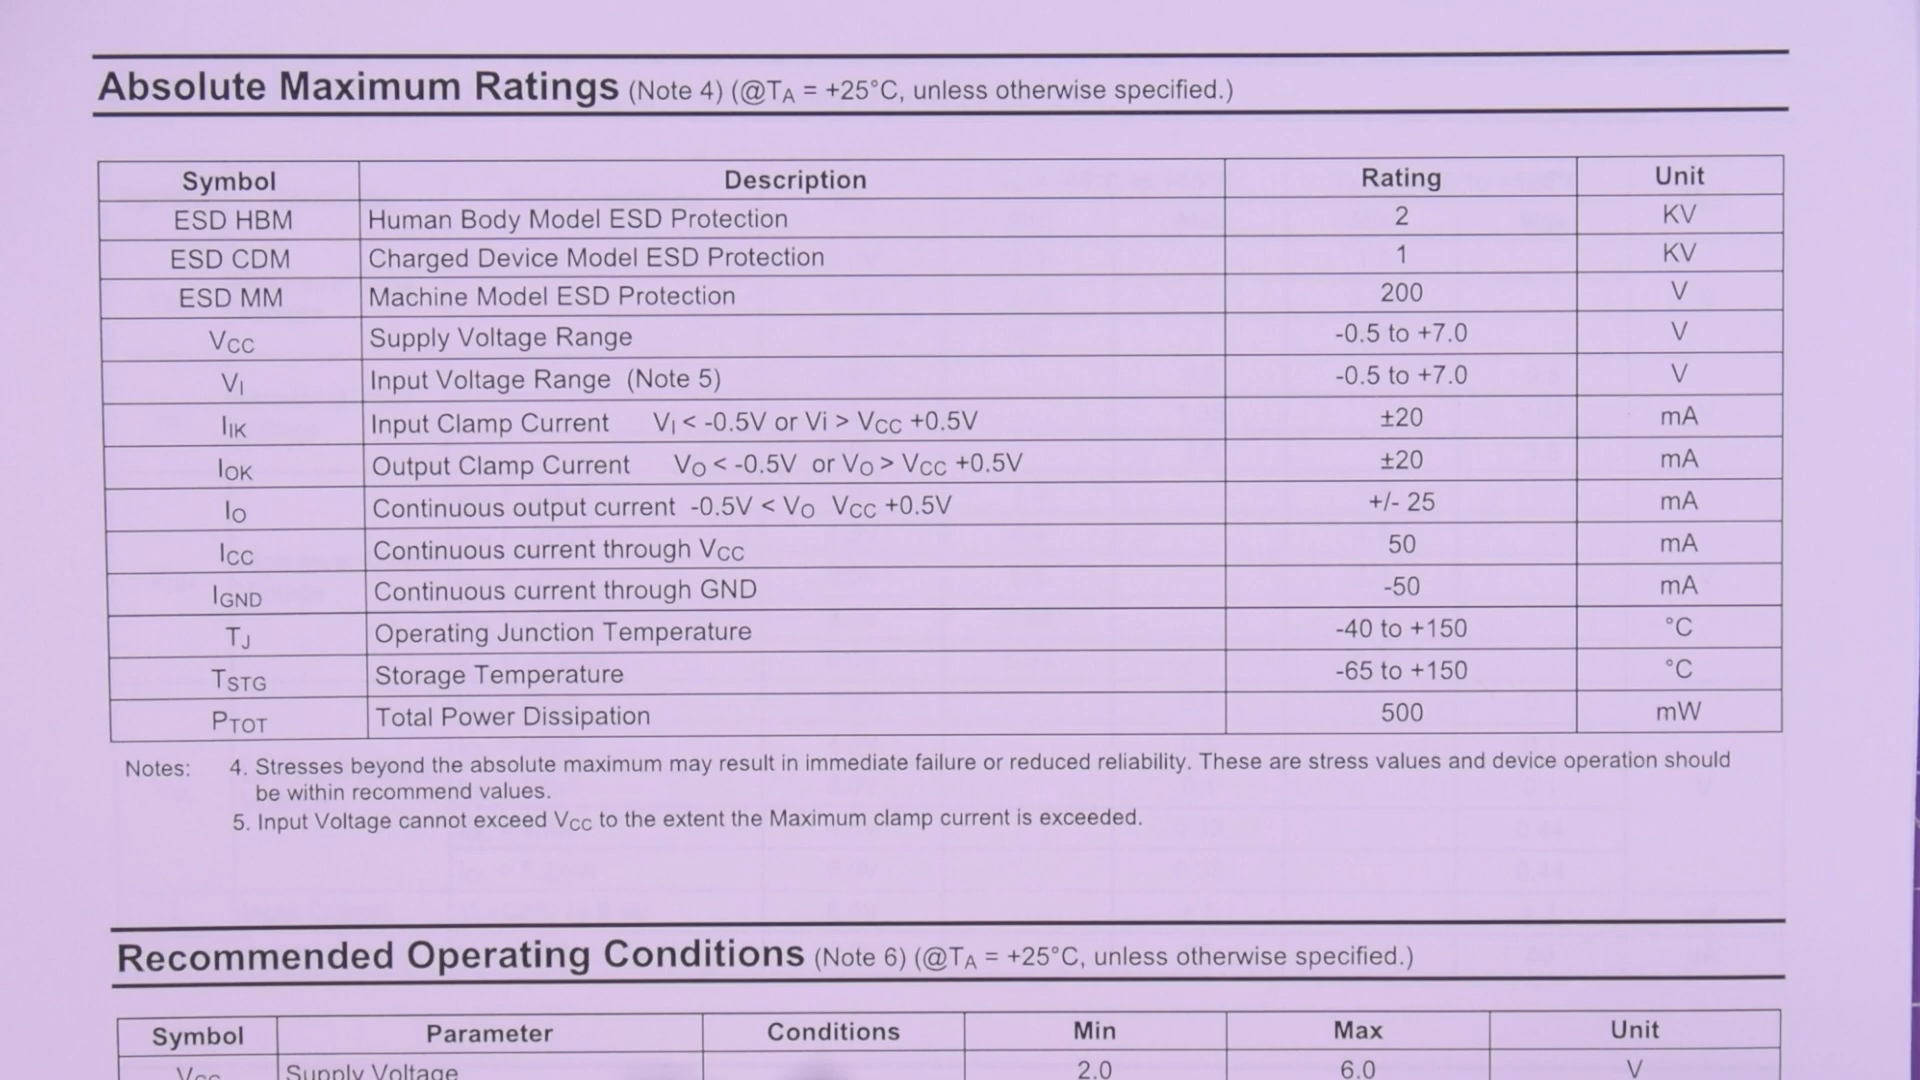 Absolute Maximum Ratings (Note 4) (@TA = +25°C, unless otherwise specified.)
Symbol Description Rating Unit
ESD HBM Human Body Model ESD Protection 2 KV
ESD CDM Charged Device Model ESD Protection 1 KV
ESD MM Machine Model ESD Protection 200 V
VCC Supply Voltage Range -0.5 to +7.0 V
VI Input Voltage Range (Note 5) -0.5 to +7.0 V
IIK Input Clamp Current VI < -0.5V or Vi > VCC +0.5V ±20 mA
IOK Output Clamp Current VO < -0.5V or VO > VCC +0.5V ±20 mA
IO Continuous output current -0.5V < VO VCC +0.5V +/- 25 mA
ICC Continuous current through VCC 50 mA
IGND Continuous current through GND -50 mA
TJ Operating Junction Temperature -40 to +150 °C
TSTG Storage Temperature -65 to +150 °C
PTOT Total Power Dissipation 500 mW
Notes: 4. Stresses beyond the absolute maximum may result in immediate failure or reduced reliability. These are stress values and device operation should
be within recommend values.
5. Input Voltage cannot exceed VCC to the extent the Maximum clamp current is exceeded.
Recommended Operating Conditions (Note 6) (@TA = +25°C, unless otherwise specified.)
Symbol Parameter Conditions Min Max Unit
VCC Supply Voltage 2.0 6.0 V